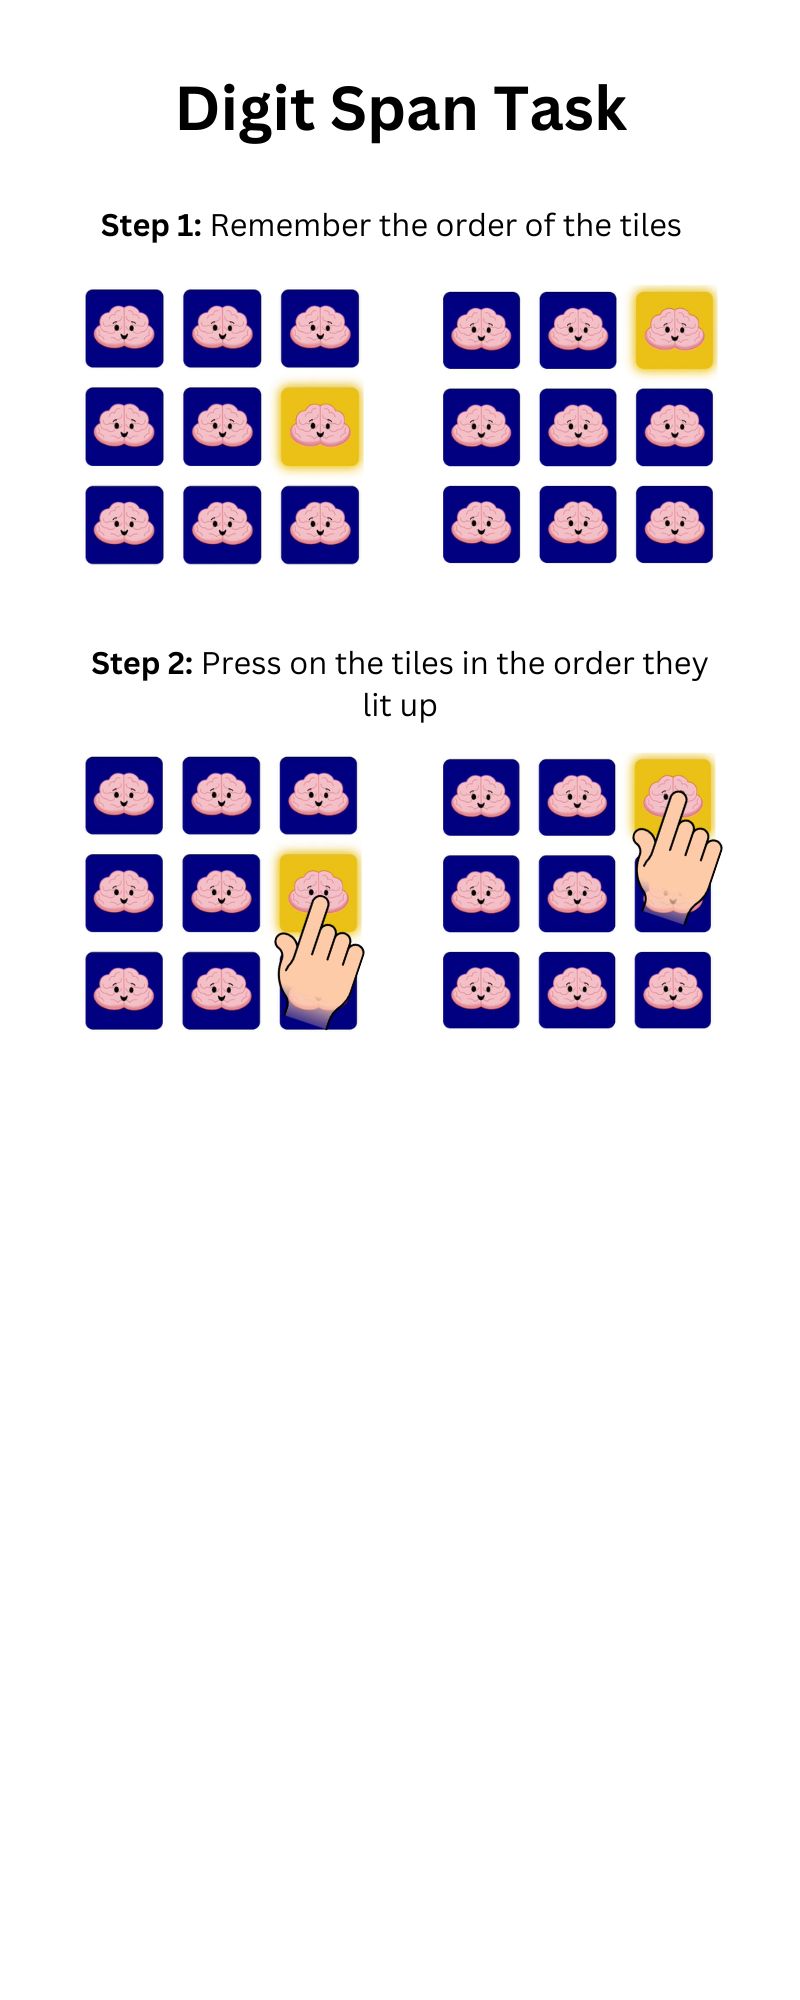 Digit Span Task
Step 1: Remember the order of the tiles
Step 2: Press on the tiles in the order they
lit up